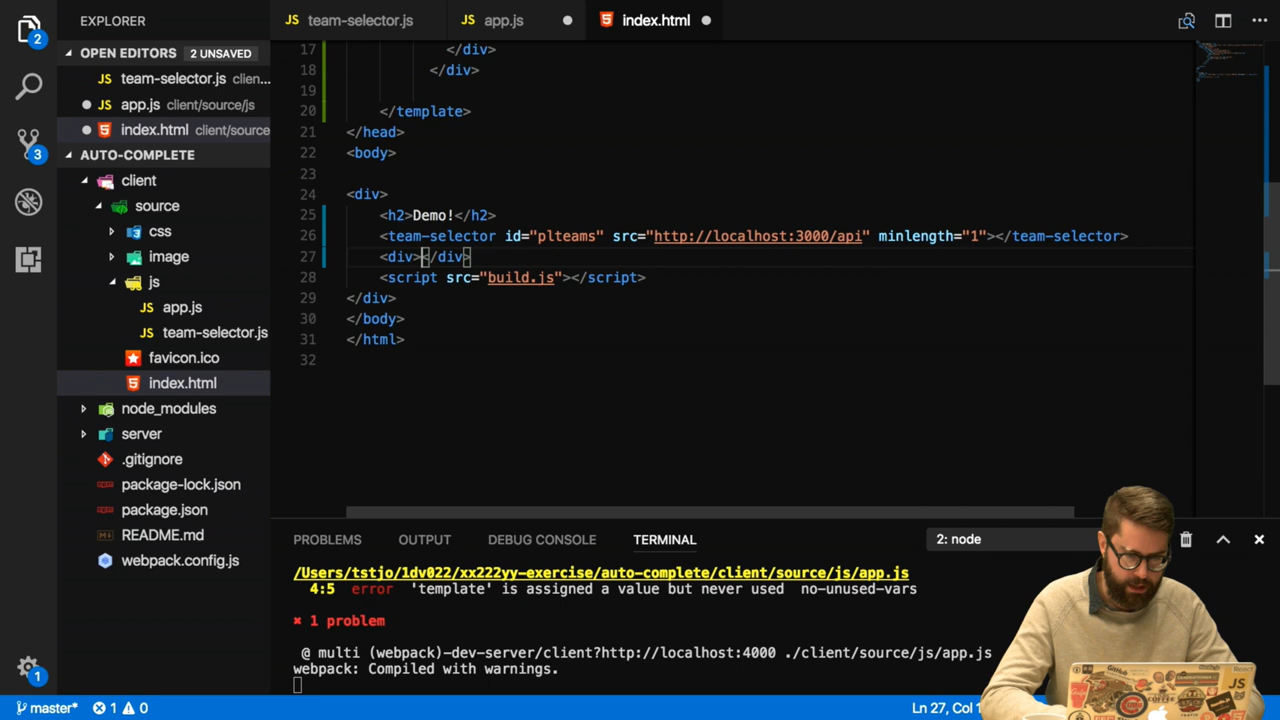 EXPLORER
team-selector.js
app.js
index.html
OPEN EDITORS
2 UNSAVED
JS team-selector.js clien...
JS app.js client/source/js
index.html client/source
AUTO-COMPLETE
client
source
css
image
js
JS app.js
JS team-selector.js
favicon.ico
index.html
node_modules
server
.gitignore
package-lock.json
package.json
README.md
webpack.config.js
2
3
1
17 </div>
18 </div>
19
20 </template>
21 </head>
22 <body>
23
24 <div>
25 <h2>Demo!</h2>
26 <team-selector id="plteams" src="http://localhost:3000/api" minlength="1"></team-selector>
27 <div></div>
28 <script src="build.js"></script>
29 </div>
30 </body>
31 </html>
32
PROBLEMS OUTPUT DEBUG CONSOLE TERMINAL
2: node
/Users/tstjo/1dv022/xx222yy-exercise/auto-complete/client/source/js/app.js
4:5 error 'template' is assigned a value but never used no-unused-vars
✖ 1 problem
@ multi (webpack)-dev-server/client?http://localhost:4000 ./client/source/js/app.js
webpack: Compiled with warnings.
master* 1 0
Ln 27, Col